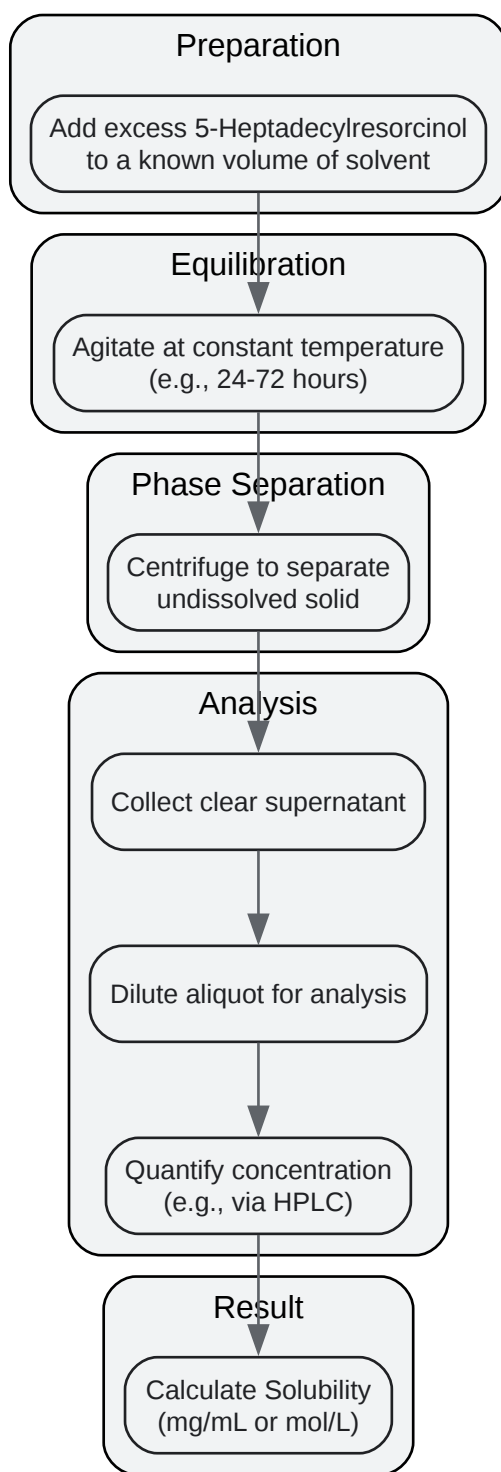 Preparation
Add excess 5-Heptadecylresorcinol
to a known volume of solvent
Equilibration
Agitate at constant temperature
(e.g., 24-72 hours)
Phase Separation
Centrifuge to separate
undissolved solid
Analysis
Collect clear supernatant
Dilute aliquot for analysis
Quantify concentration
(e.g., via HPLC)
Result
Calculate Solubility
(mg/mL or mol/L)